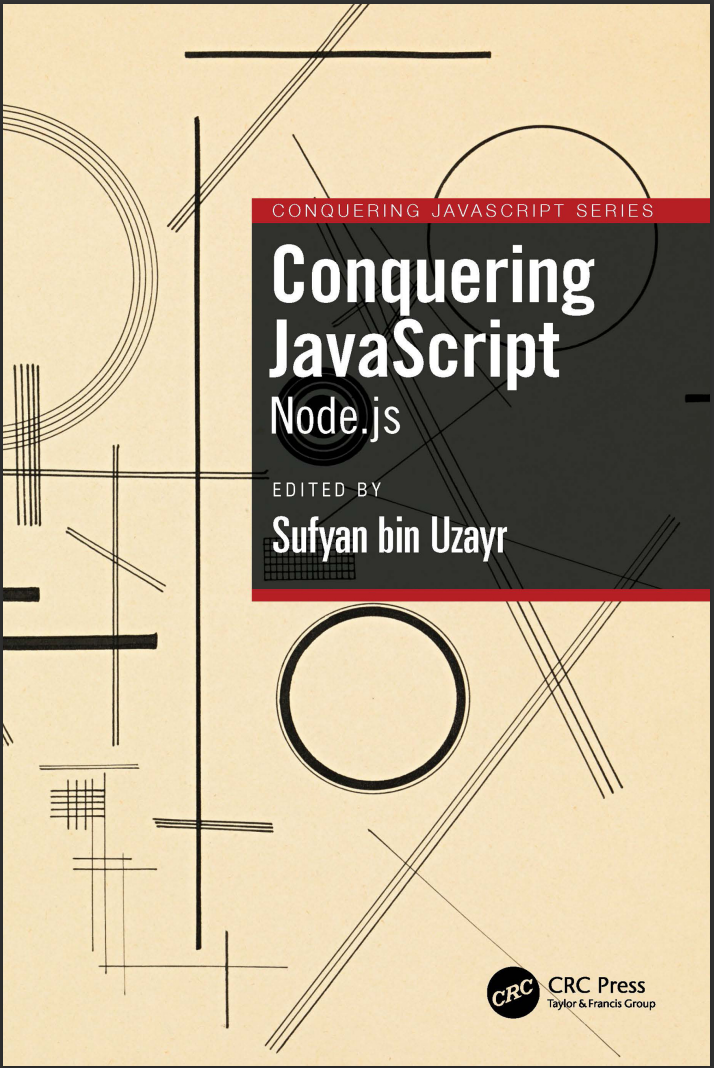 CONQUERING JAVASCRIPT SERIES
Conquering
JavaScript
Node.js
EDITED BY
Sufyan bin Uzayr
CRC
CRC Press
Taylor & Francis Group